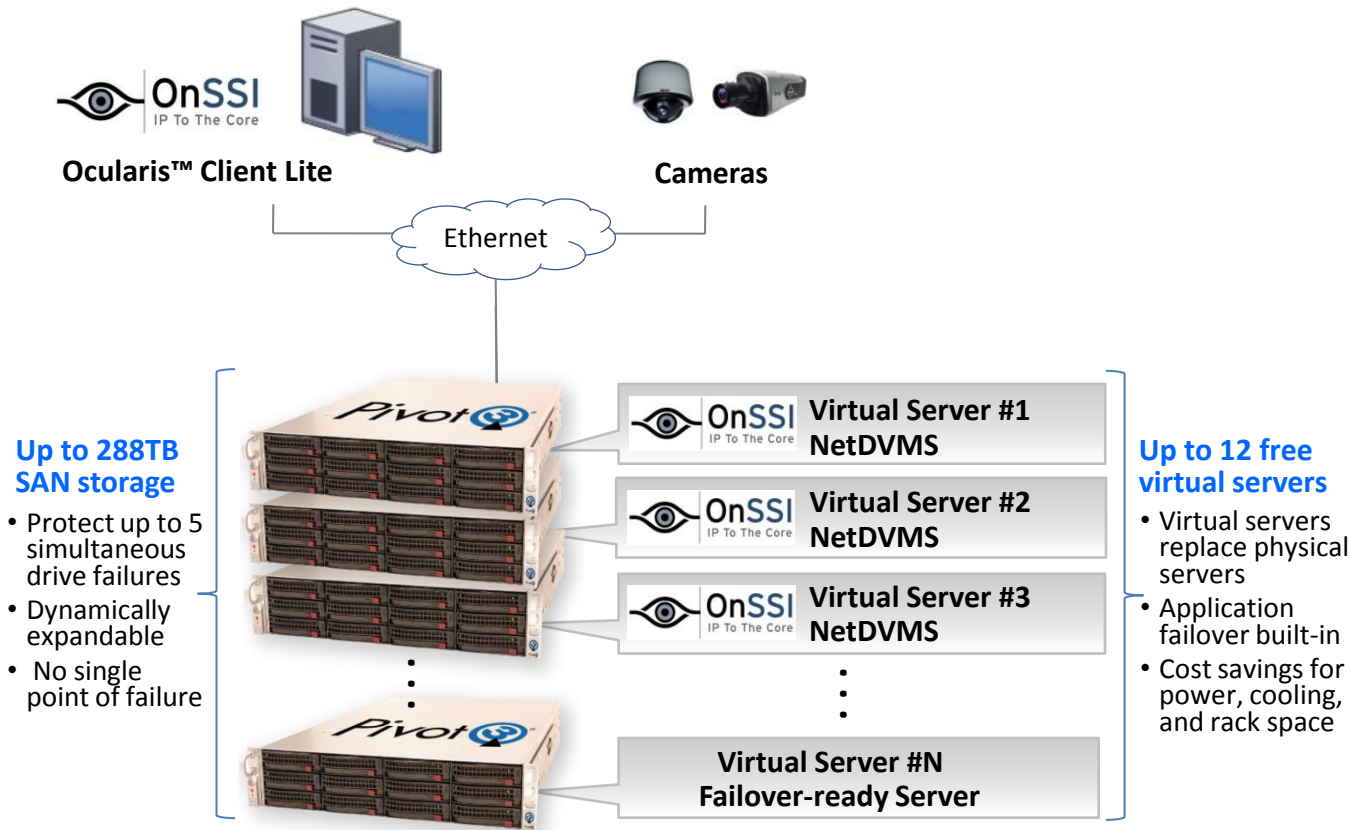 OnSSI
IP To The Core
Ocularis™ Client Lite
Cameras
Ethernet
Up to 288TB
SAN storage
• Protect up to 5
simultaneous
drive failures
• Dynamically
expandable
• No single
point of failure
Pivot3
Pivot3
OnSSI
IP To The Core
Virtual Server #1
NetDVMS
OnSSI
IP To The Core
Virtual Server #2
NetDVMS
OnSSI
IP To The Core
Virtual Server #3
NetDVMS
Virtual Server #N
Failover-ready Server
Up to 12 free
virtual servers
• Virtual servers
replace physical
servers
• Application
failover built-in
• Cost savings for
power, cooling,
and rack space